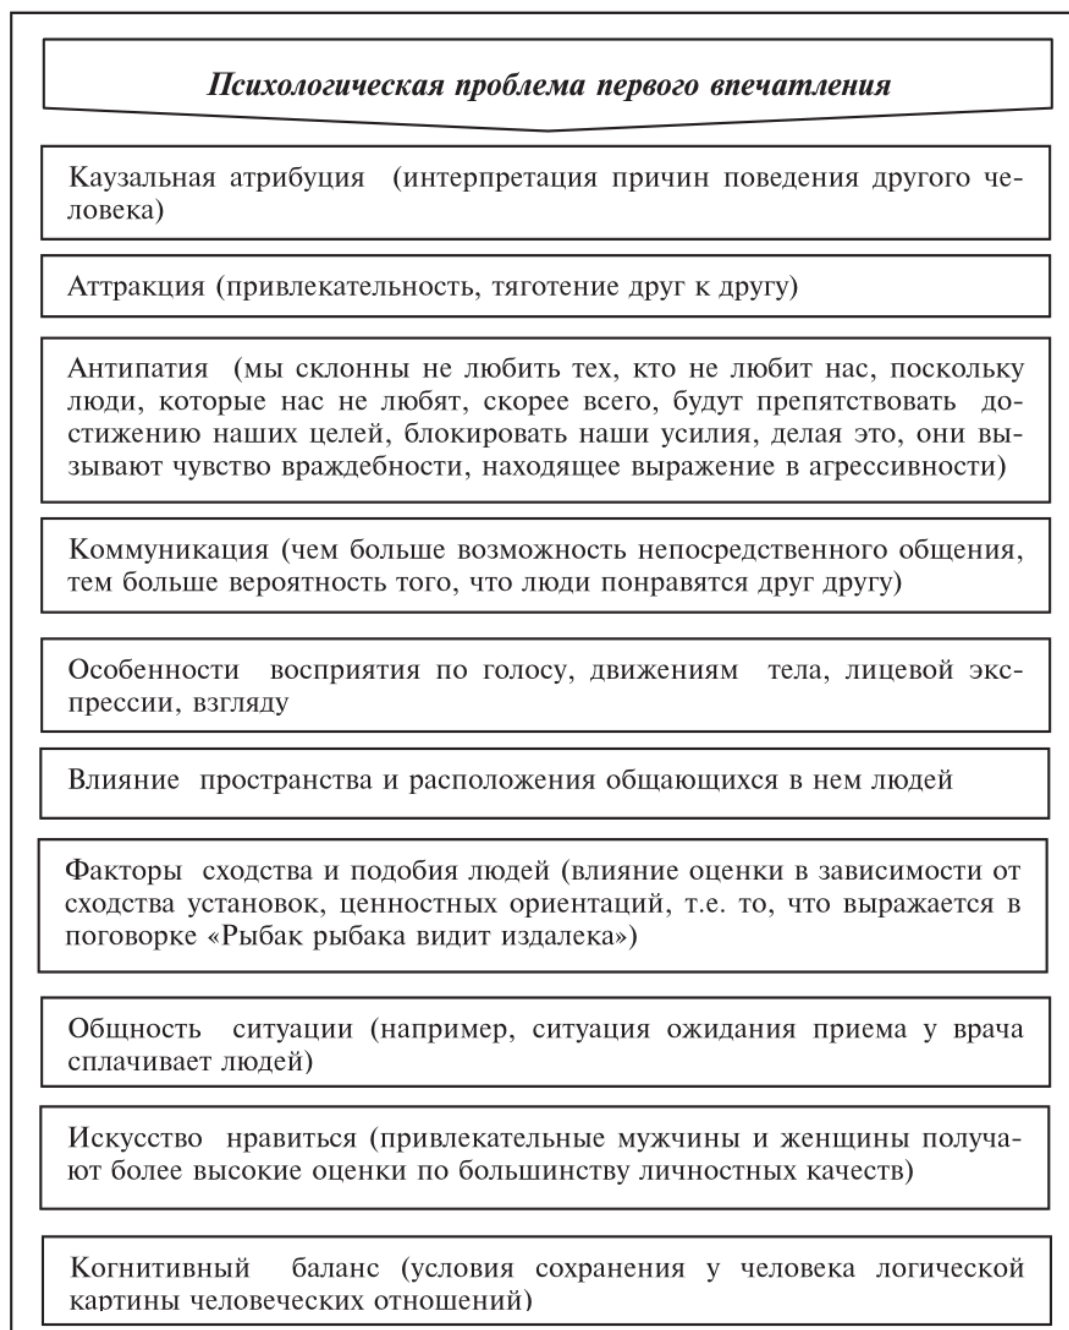 Психологическая проблема первого впечатления
Каузальная атрибуция (интерпретация причин поведения другого че-
ловека)
Аттракция (привлекательность, тяготение друг к другу)
Антипатия (мы склонны не любить тех, кто не любит нас, поскольку
люди, которые нас не любят, скорее всего, будут препятствовать до-
стижению наших целей, блокировать наши усилия, делая это, они вы-
зывают чувство враждебности, находящее выражение в агрессивности)
Коммуникация (чем больше возможность непосредственного общения,
тем больше вероятность того, что люди понравятся друг другу)
Особенности восприятия по голосу, движениям тела, лицевой экс-
прессии, взгляду
Влияние пространства и расположения общающихся в нем людей
Факторы сходства и подобия людей (влияние оценки в зависимости от
сходства установок, ценностных ориентаций, т.е. то, что выражается в
поговорке «Рыбак рыбака видит издалека»)
Общность ситуации (например, ситуация ожидания приема у врача
сплачивает людей)
Искусство нравиться (привлекательные мужчины и женщины получа-
ют более высокие оценки по большинству личностных качеств)
Когнитивный баланс (условия сохранения у человека логической
картины человеческих отношений)